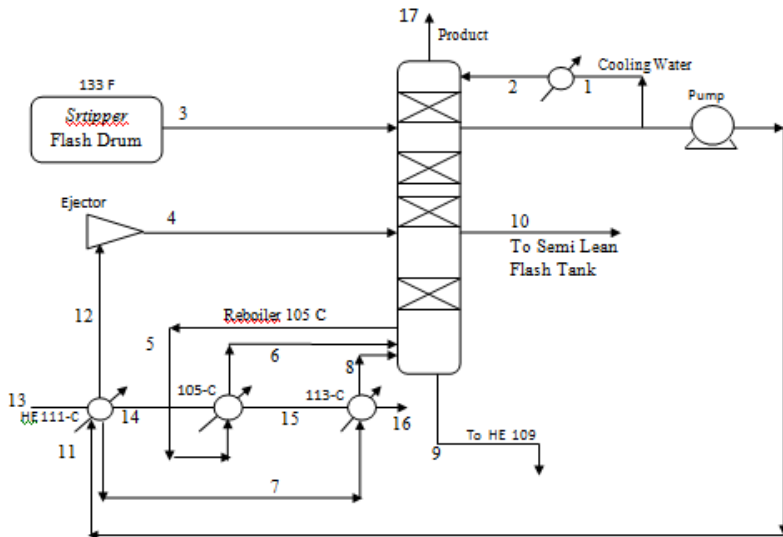 17
Product
Cooling Water
133 F
Srtipper
Flash Drum
3
2
1
Pump
Ejector
4
10
To Semi Lean
Flash Tank
12
Reboiler 105 C
5
6
8
13
HE 111-C
14
105-C
15
113-C
16
11
7
9
To HE 109